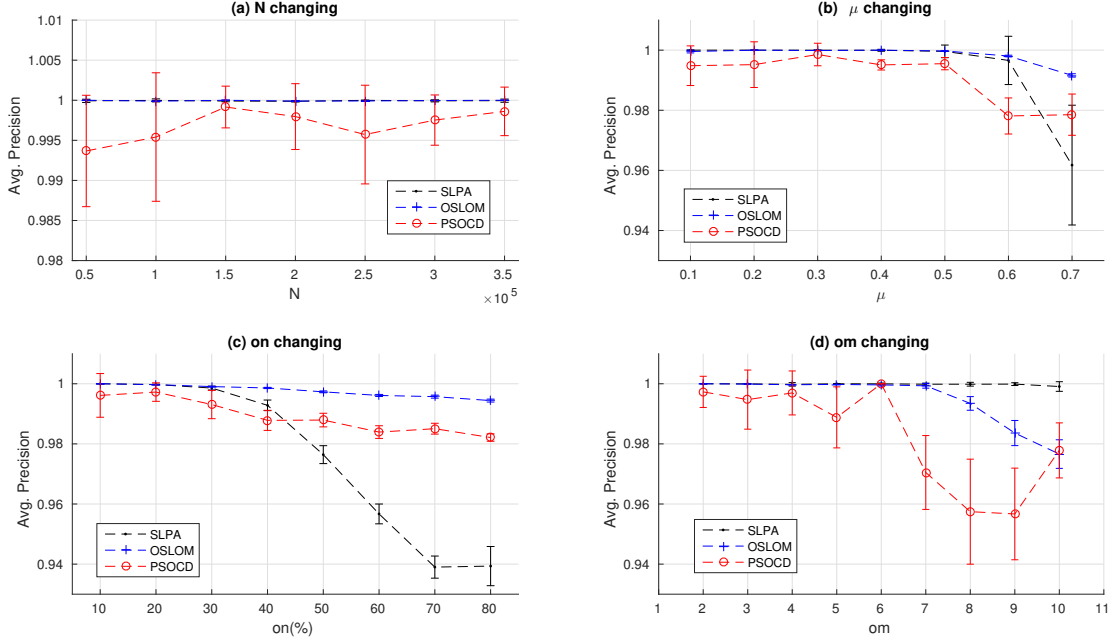 (a) N changing
1.01
1.005
1
0.995
0.99
0.985
0.98
Avg. Precision
SLPA
OSLOM
PSOCD
0.5 1 1.5 2 2.5 3 3.5
N
×10^5
(b) μ changing
1
0.98
0.96
0.94
Avg. Precision
SLPA
OSLOM
PSOCD
0.1 0.2 0.3 0.4 0.5 0.6 0.7
μ
(c) on changing
1
0.98
0.96
0.94
Avg. Precision
SLPA
OSLOM
PSOCD
10 20 30 40 50 60 70 80
on(%)
(d) om changing
1
0.98
0.96
0.94
Avg. Precision
SLPA
OSLOM
PSOCD
1 2 3 4 5 6 7 8 9 10 11
om